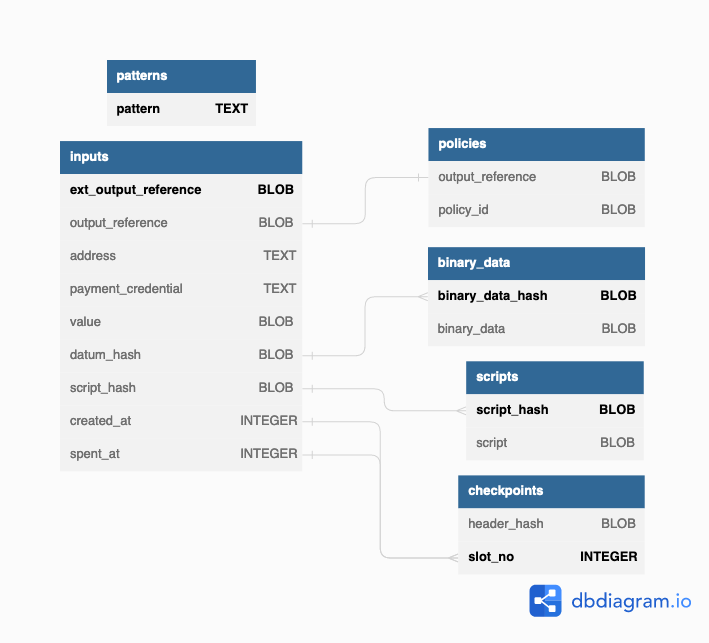 patterns
pattern TEXT
inputs
ext_output_reference BLOB
output_reference BLOB
address TEXT
payment_credential TEXT
value BLOB
datum_hash BLOB
script_hash BLOB
created_at INTEGER
spent_at INTEGER
policies
output_reference BLOB
policy_id BLOB
binary_data
binary_data_hash BLOB
binary_data BLOB
scripts
script_hash BLOB
script BLOB
checkpoints
header_hash BLOB
slot_no INTEGER
dbdiagram.io